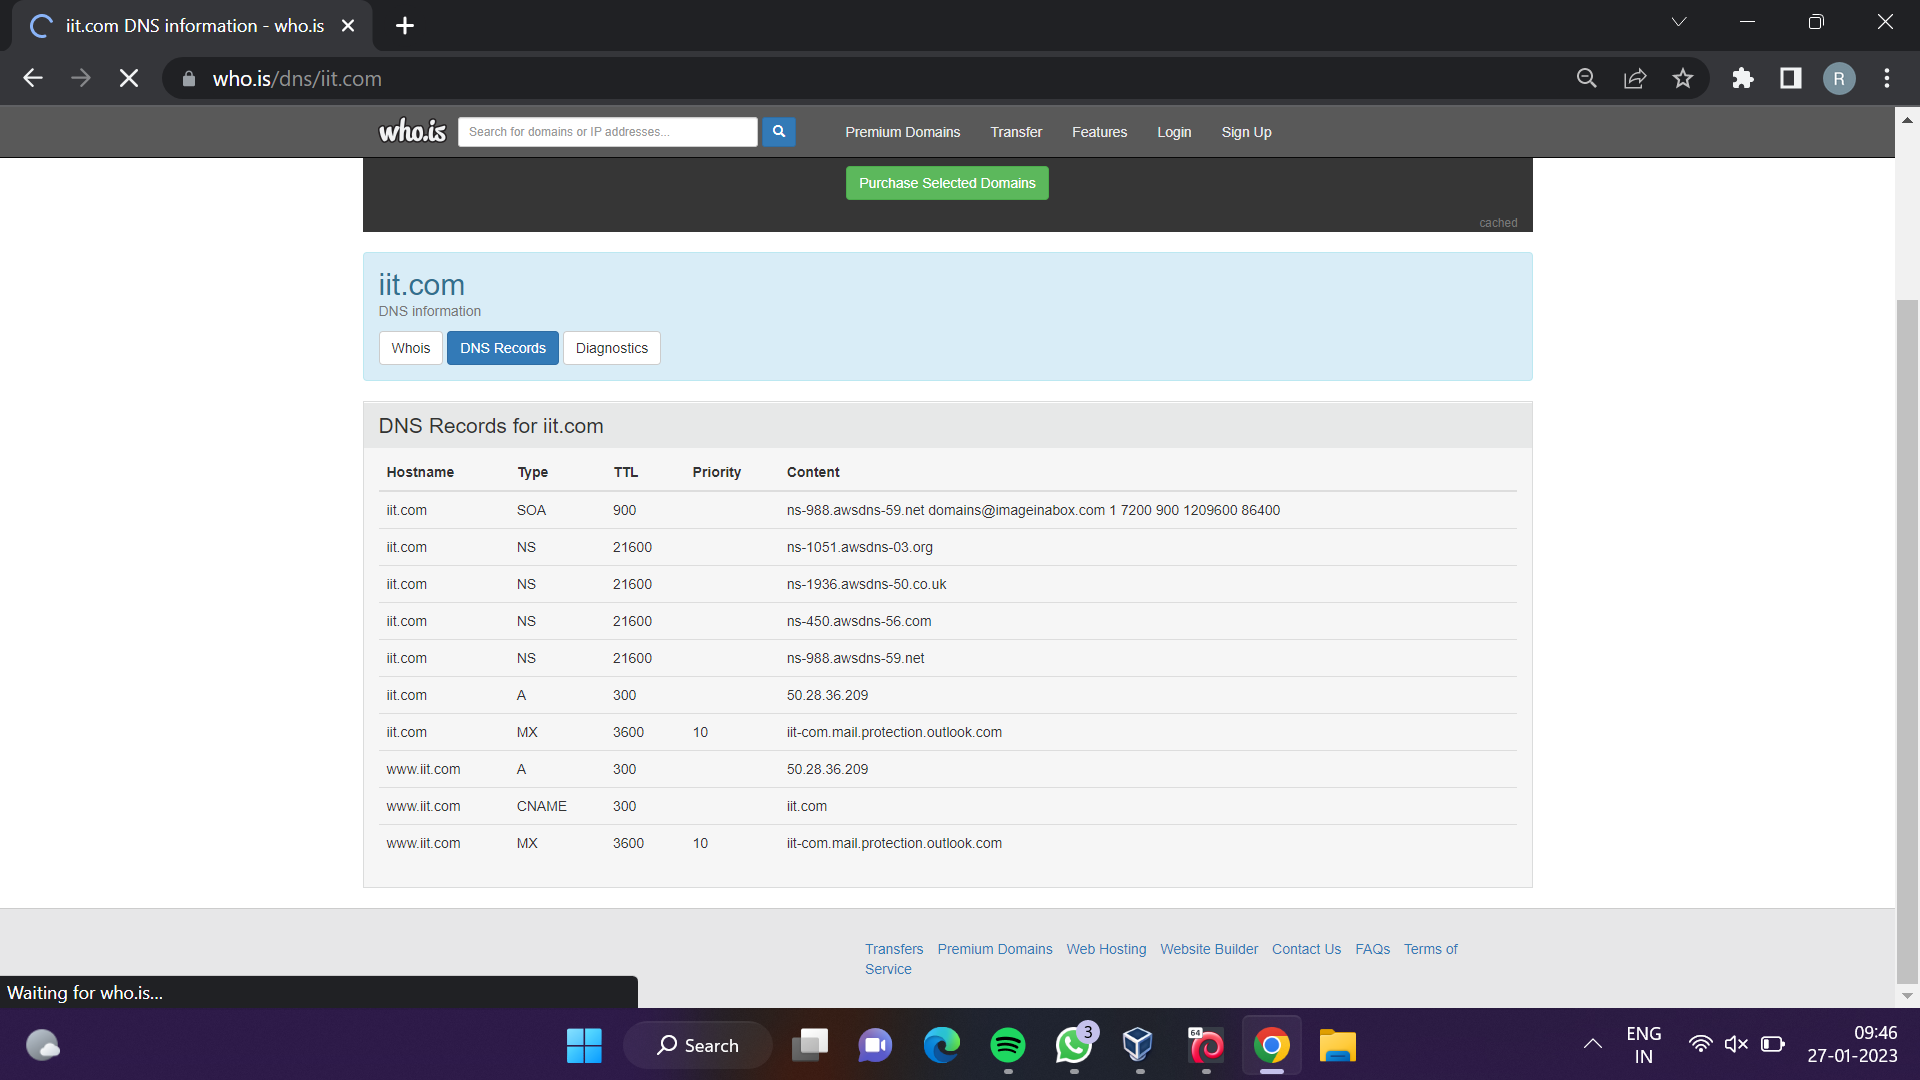 iit.com DNS information - who.is
who.is/dns/iit.com
R
who.is Search for domains or IP addresses... Premium Domains Transfer Features Login Sign Up
Purchase Selected Domains
cached
iit.com
DNS information
Whois DNS Records Diagnostics
DNS Records for iit.com
Hostname Type TTL Priority Content
iit.com SOA 900 ns-988.awsdns-59.net domains@imageinabox.com 1 7200 900 1209600 86400
iit.com NS 21600 ns-1051.awsdns-03.org
iit.com NS 21600 ns-1936.awsdns-50.co.uk
iit.com NS 21600 ns-450.awsdns-56.com
iit.com NS 21600 ns-988.awsdns-59.net
iit.com A 300 50.28.36.209
iit.com MX 3600 10 iit-com.mail.protection.outlook.com
www.iit.com A 300 50.28.36.209
www.iit.com CNAME 300 iit.com
www.iit.com MX 3600 10 iit-com.mail.protection.outlook.com
Transfers Premium Domains Web Hosting Website Builder Contact Us FAQs Terms of
Service
Waiting for who.is...
Search
3
64
ENG
IN
09:46
27-01-2023